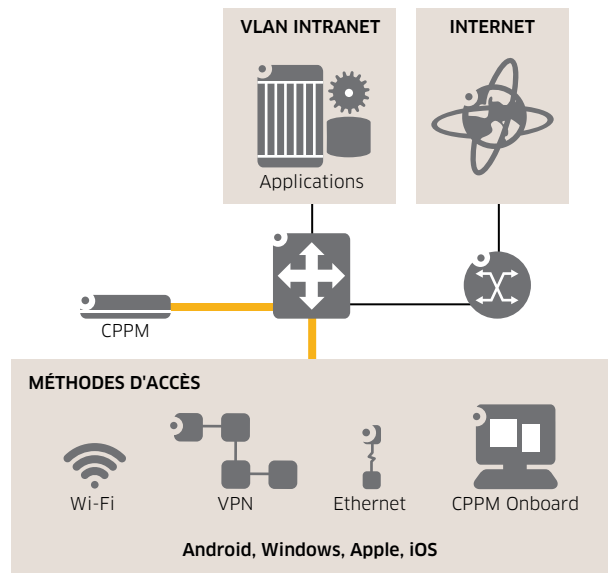 VLAN INTRANET
INTERNET
Applications
CPPM
MÉTHODES D'ACCÈS
Wi-Fi
VPN
Ethernet
CPPM Onboard
Android, Windows, Apple, iOS